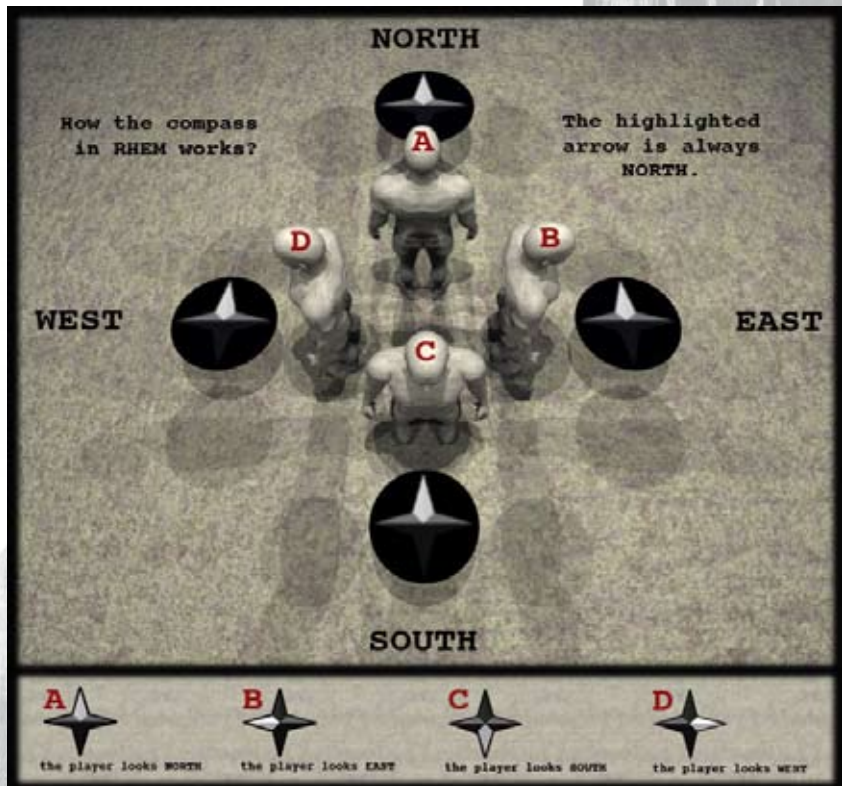 NORTH
How the compass
in RHEM works?
The highlighted
arrow is always
NORTH.
A
D
B
WEST
EAST
C
SOUTH
A
the player looks NORTH
B
the player looks EAST
C
the player looks SOUTH
D
the player looks WEST